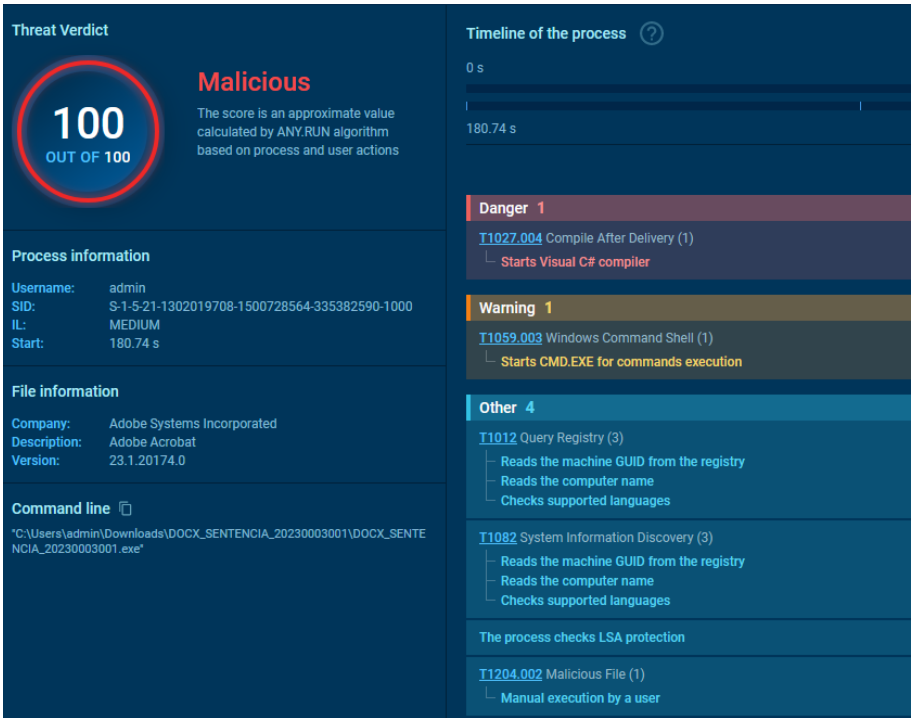 Threat Verdict
100
OUT OF 100
Malicious
The score is an approximate value
calculated by ANY.RUN algorithm
based on process and user actions
Process information
Username: admin
SID: S-1-5-21-1302019708-1500728564-335382590-1000
IL: MEDIUM
Start: 180.74 s
File information
Company: Adobe Systems Incorporated
Description: Adobe Acrobat
Version: 23.1.20174.0
Command line
"C:\Users\admin\Downloads\DOCX_SENTENCIA_20230003001\DOCX_SENTE
NCIA_20230003001.exe"
Timeline of the process ?
0 s
180.74 s
Danger 1
T1027.004 Compile After Delivery (1)
Starts Visual C# compiler
Warning 1
T1059.003 Windows Command Shell (1)
Starts CMD.EXE for commands execution
Other 4
T1012 Query Registry (3)
Reads the machine GUID from the registry
Reads the computer name
Checks supported languages
T1082 System Information Discovery (3)
Reads the machine GUID from the registry
Reads the computer name
Checks supported languages
The process checks LSA protection
T1204.002 Malicious File (1)
Manual execution by a user